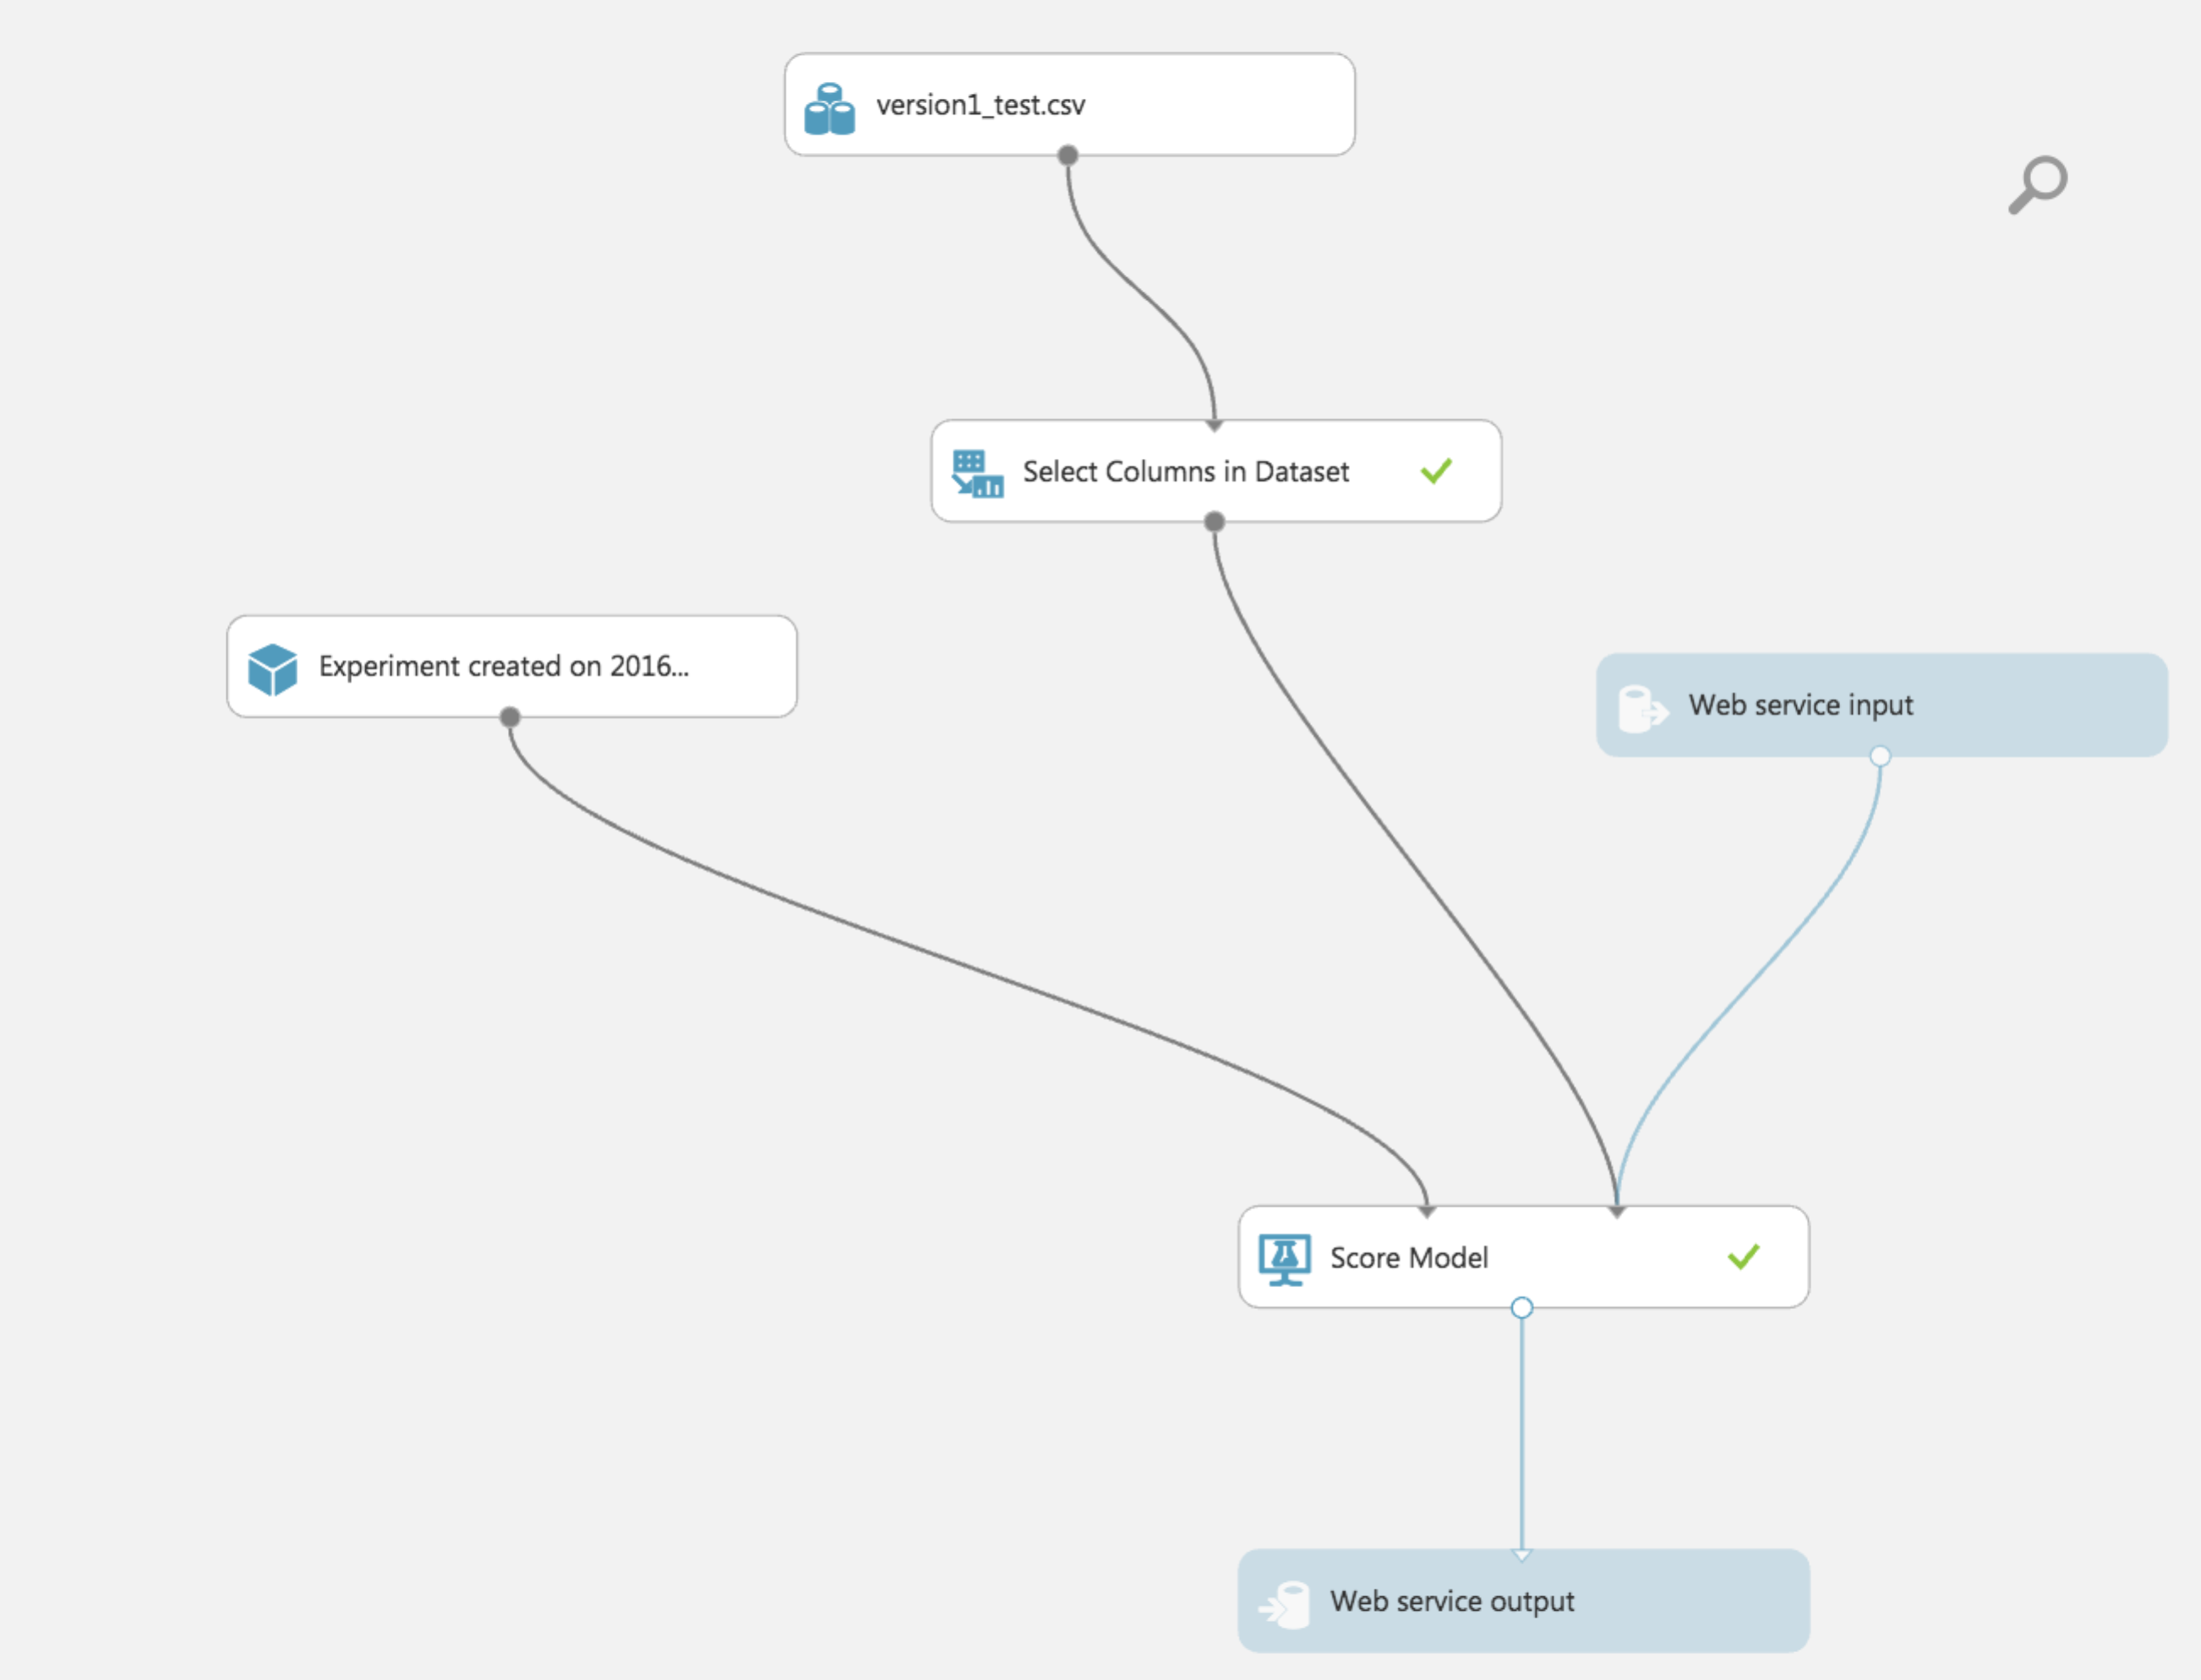 version1_test.csv
Select Columns in Dataset
Experiment created on 2016...
Web service input
Score Model
Web service output